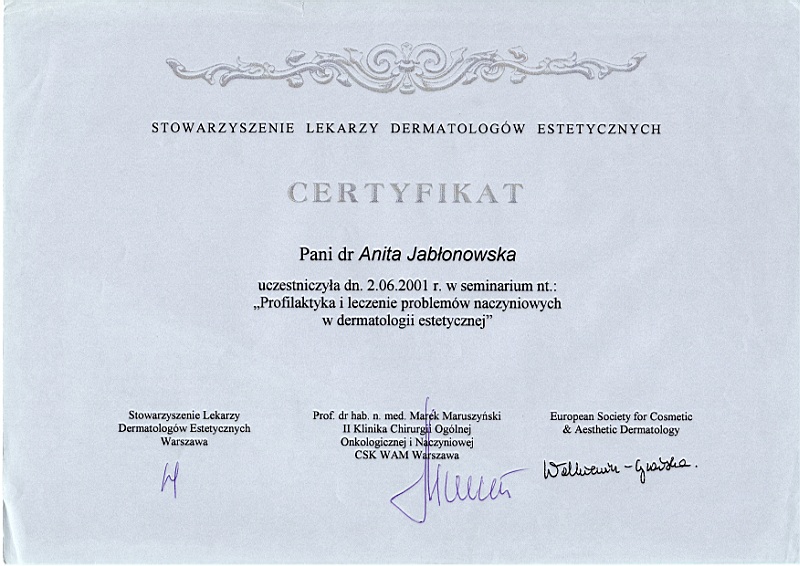 STOWARZYSZENIE LEKARZY DERMATOLOGÓW ESTETYCZNYCH
CERTYFIKAT
Pani dr Anita Jabłonowska
uczestniczyła dn. 2.06.2001 r. w seminarium nt.:
„Profilaktyka i leczenie problemów naczyniowych
w dermatologii estetycznej”
Stowarzyszenie Lekarzy
Dermatologów Estetycznych
Warszawa
Prof. dr hab. n. med. Marek Maruszyński
II Klinika Chirurgii Ogólnej
Onkologicznej i Naczyniowej
CSK WAM Warszawa
European Society for Cosmetic
& Aesthetic Dermatology